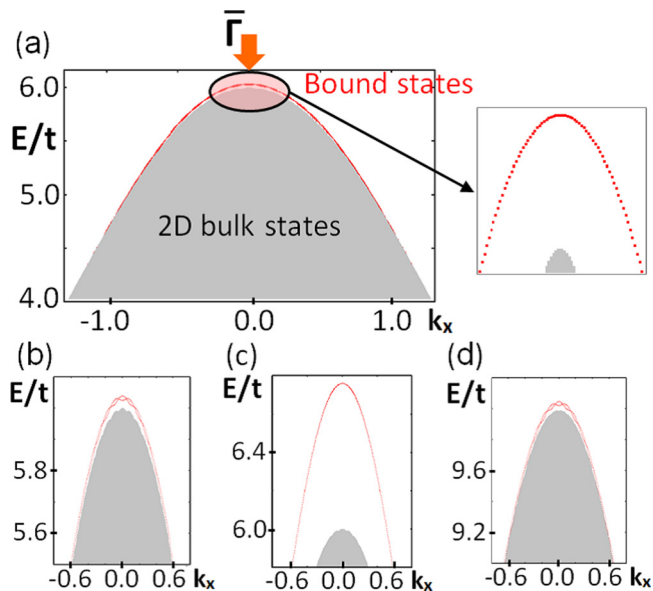 (a)
Γ̅
6.0
Bound states
E/t
5.0
2D bulk states
4.0
-1.0 0.0 1.0 kx
(b) (c) (d)
E/t E/t E/t
5.8
5.6
6.4
6.0
9.6
9.0
-0.6 0.0 0.6 kx -0.6 0.0 0.6 kx -0.6 0.0 0.6 kx